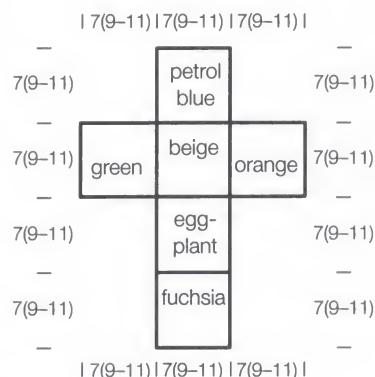 | 7(9–11) | 7(9–11) | 7(9–11) |
—
—
7(9–11)
petrol
blue
7(9–11)
—
—
7(9–11)
green
beige
orange
7(9–11)
—
—
7(9–11)
egg-
plant
7(9–11)
—
—
7(9–11)
fuchsia
7(9–11)
—
—
| 7(9–11) | 7(9–11) | 7(9–11) |